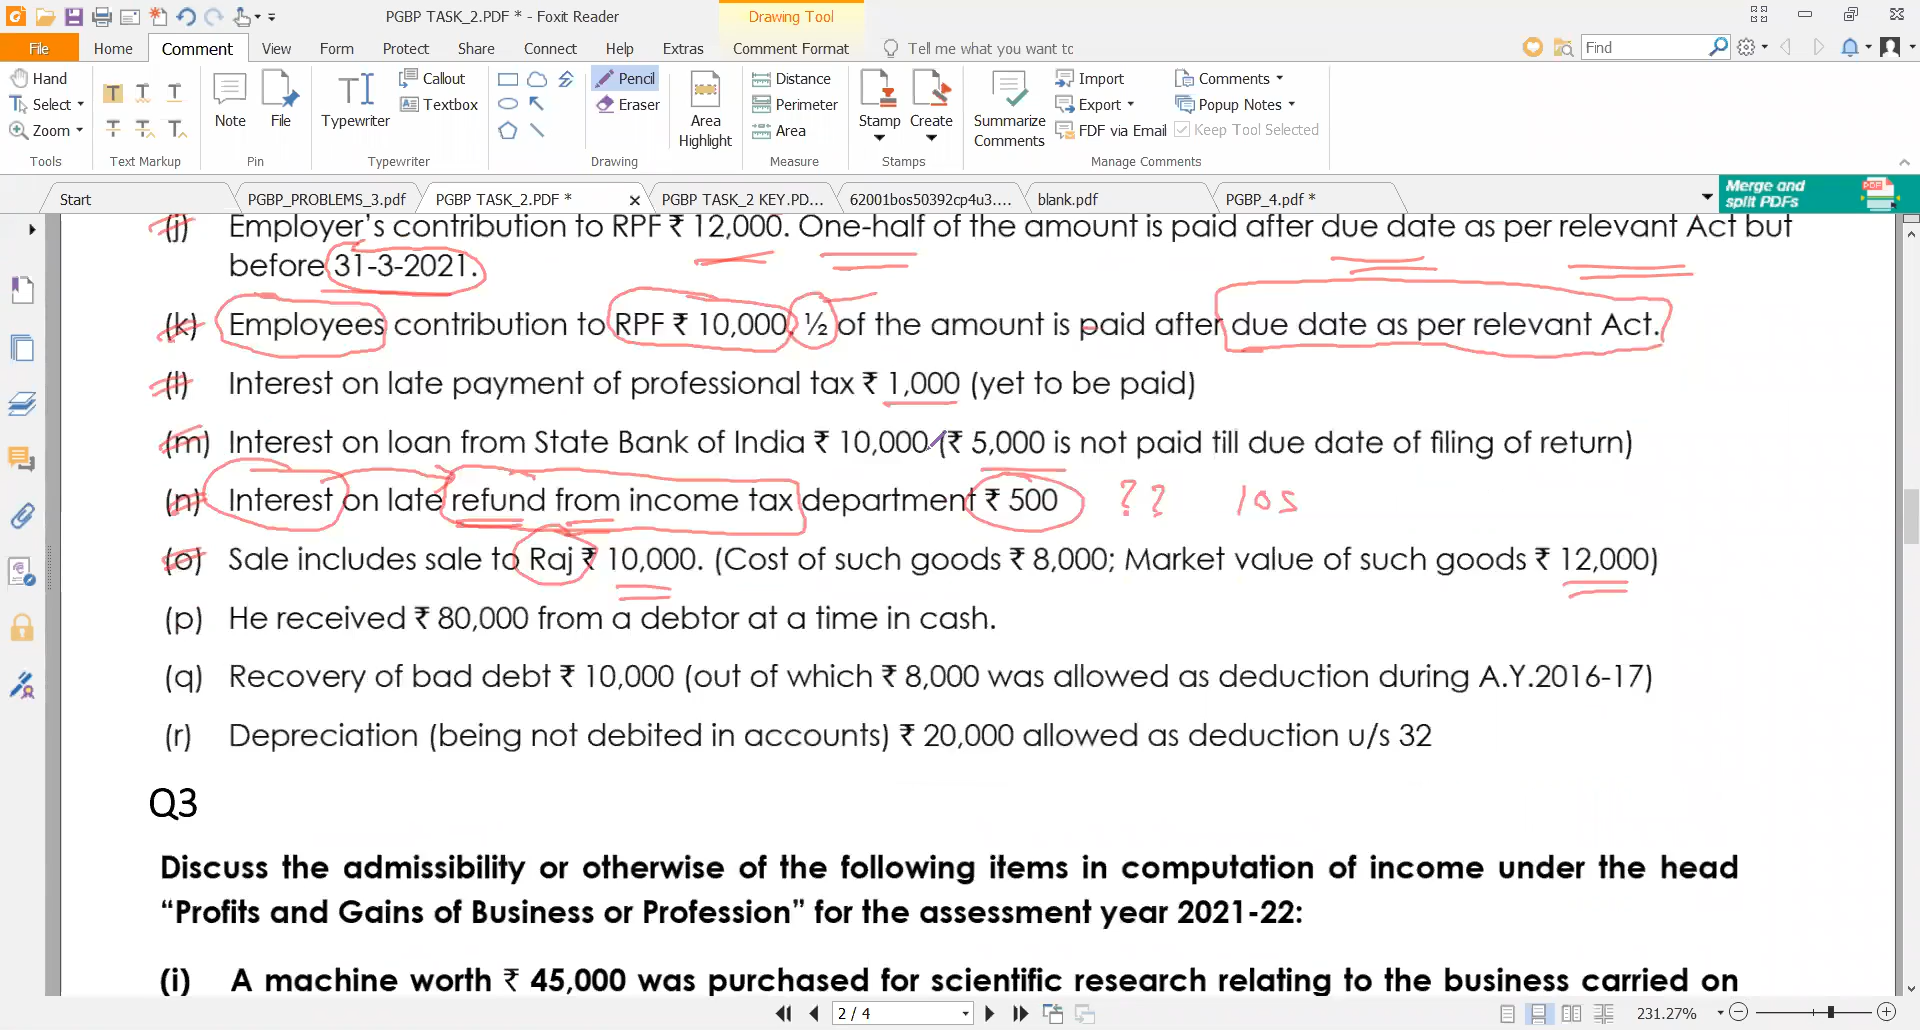 PGBP TASK_2.PDF * - Foxit Reader
Drawing Tool
File Home Comment View Form Protect Share Connect Help Extras Comment Format Tell me what you want to Find
Hand
Select
Zoom
Tools
Text Markup
Note
File
Pin
Typewriter
Callout
Textbox
Typewriter
Pencil
Eraser
Drawing
Area
Highlight
Distance
Perimeter
Area
Measure
Stamp
Create
Stamps
Summarize
Comments
Import
Export
FDF via Email
Comments
Popup Notes
Keep Tool Selected
Manage Comments
Start PGBP_PROBLEMS_3.pdf PGBP TASK_2.PDF * PGBP TASK_2 KEY.PD... 62001bos50392cp4u3.... blank.pdf PGBP_4.pdf *
Merge and
split PDFs
(j) Employer's contribution to RPF ₹ 12,000. One-half of the amount is paid after due date as per relevant Act but
before 31-3-2021.
(k) Employees contribution to RPF ₹ 10,000. ½ of the amount is paid after due date as per relevant Act.
(l) Interest on late payment of professional tax ₹ 1,000 (yet to be paid)
(m) Interest on loan from State Bank of India ₹ 10,000 (₹ 5,000 is not paid till due date of filing of return)
(n) Interest on late refund from income tax department ₹ 500 ?? IOS
(o) Sale includes sale to Raj ₹ 10,000. (Cost of such goods ₹ 8,000; Market value of such goods ₹ 12,000)
(p) He received ₹ 80,000 from a debtor at a time in cash.
(q) Recovery of bad debt ₹ 10,000 (out of which ₹ 8,000 was allowed as deduction during A.Y.2016-17)
(r) Depreciation (being not debited in accounts) ₹ 20,000 allowed as deduction u/s 32
Q3
Discuss the admissibility or otherwise of the following items in computation of income under the head
“Profits and Gains of Business or Profession” for the assessment year 2021-22:
(i) A machine worth ₹ 45,000 was purchased for scientific research relating to the business carried on
2 / 4
231.27%